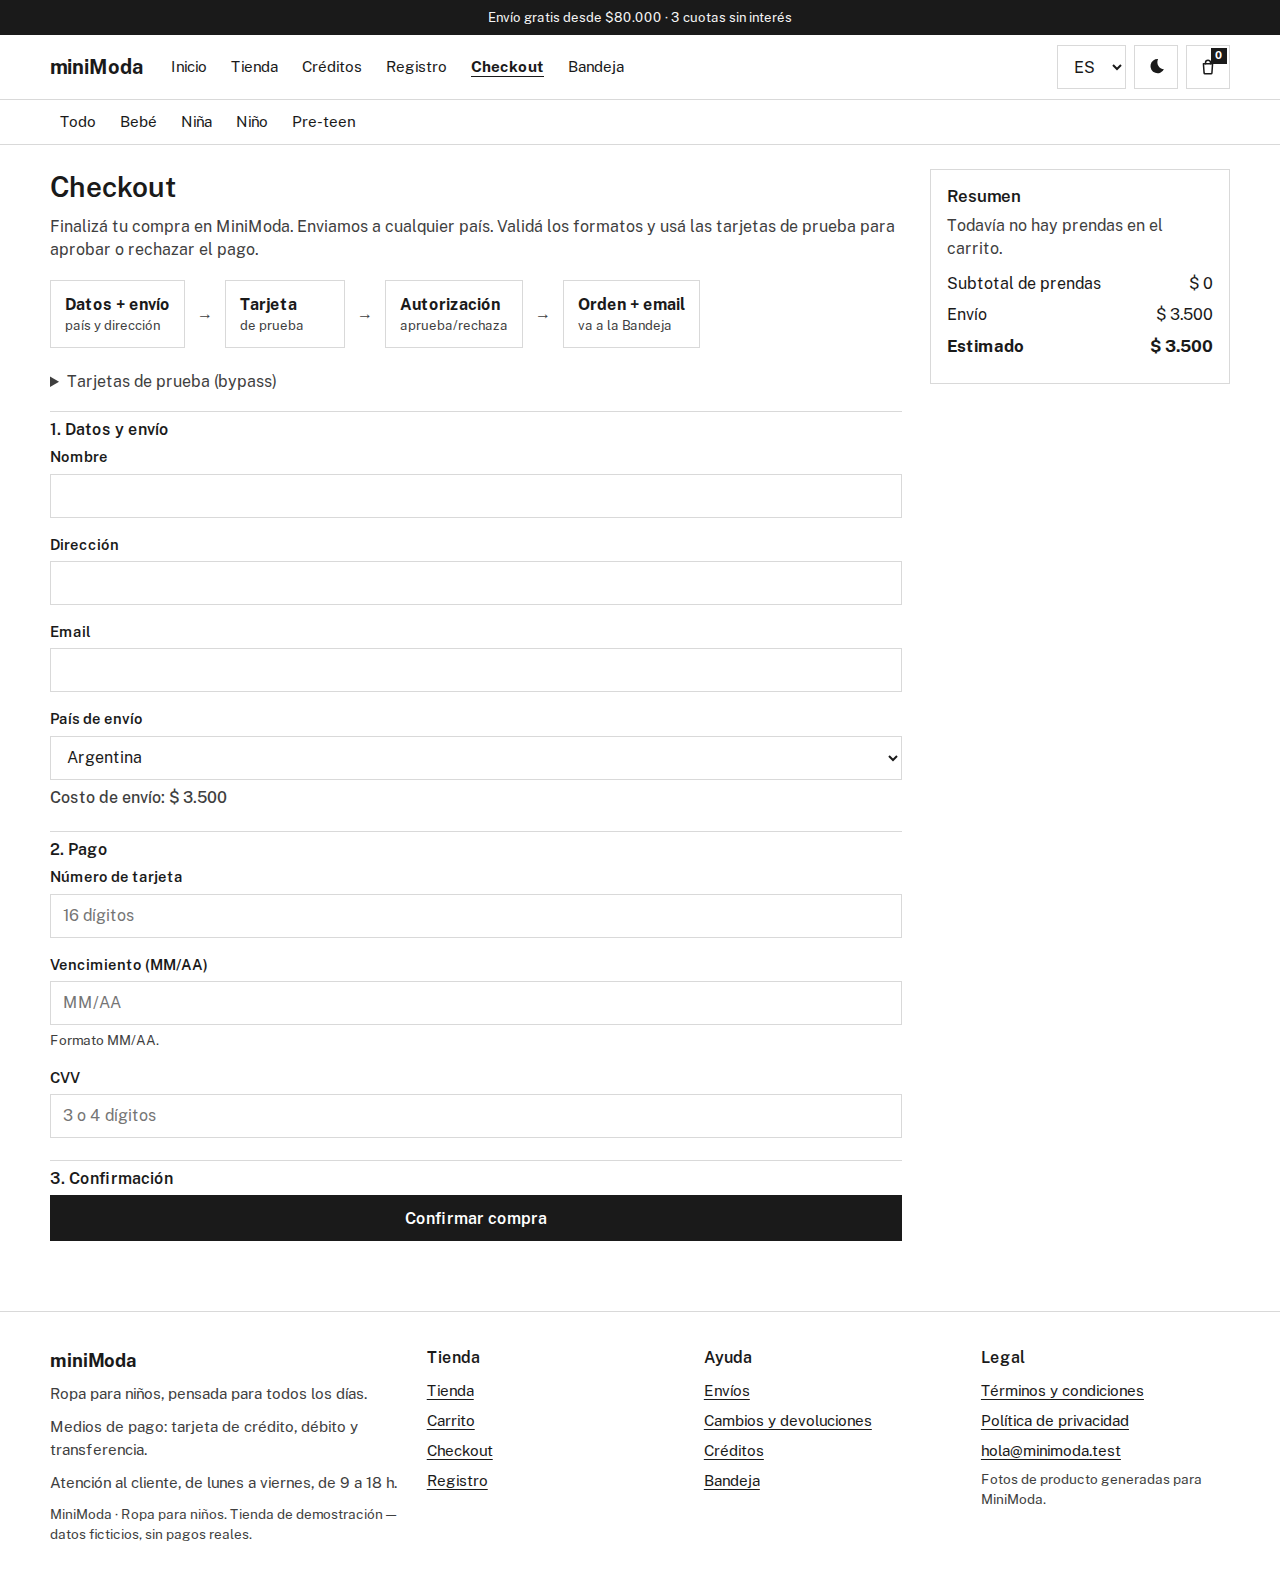 Envío gratis desde $80.000 · 3 cuotas sin interés
miniModa Inicio Tienda Créditos Registro Checkout Bandeja ES 0
Todo Bebé Niña Niño Pre-teen
Checkout
Finalizá tu compra en MiniModa. Enviamos a cualquier país. Validá los formatos y usá las tarjetas de prueba para
aprobar o rechazar el pago.
Datos + envío
país y dirección
→
Tarjeta
de prueba
→
Autorización
aprueba/rechaza
→
Orden + email
va a la Bandeja
Tarjetas de prueba (bypass)
1. Datos y envío
Nombre
Dirección
Email
País de envío
Argentina
Costo de envío: $ 3.500
2. Pago
Número de tarjeta
16 dígitos
Vencimiento (MM/AA)
MM/AA
Formato MM/AA.
CVV
3 o 4 dígitos
3. Confirmación
Confirmar compra
Resumen
Todavía no hay prendas en el
carrito.
Subtotal de prendas $ 0
Envío $ 3.500
Estimado $ 3.500
miniModa
Ropa para niños, pensada para todos los días.
Medios de pago: tarjeta de crédito, débito y
transferencia.
Atención al cliente, de lunes a viernes, de 9 a 18 h.
MiniModa · Ropa para niños. Tienda de demostración —
datos ficticios, sin pagos reales.
Tienda
Tienda
Carrito
Checkout
Registro
Ayuda
Envíos
Cambios y devoluciones
Créditos
Bandeja
Legal
Términos y condiciones
Política de privacidad
hola@minimoda.test
Fotos de producto generadas para
MiniModa.